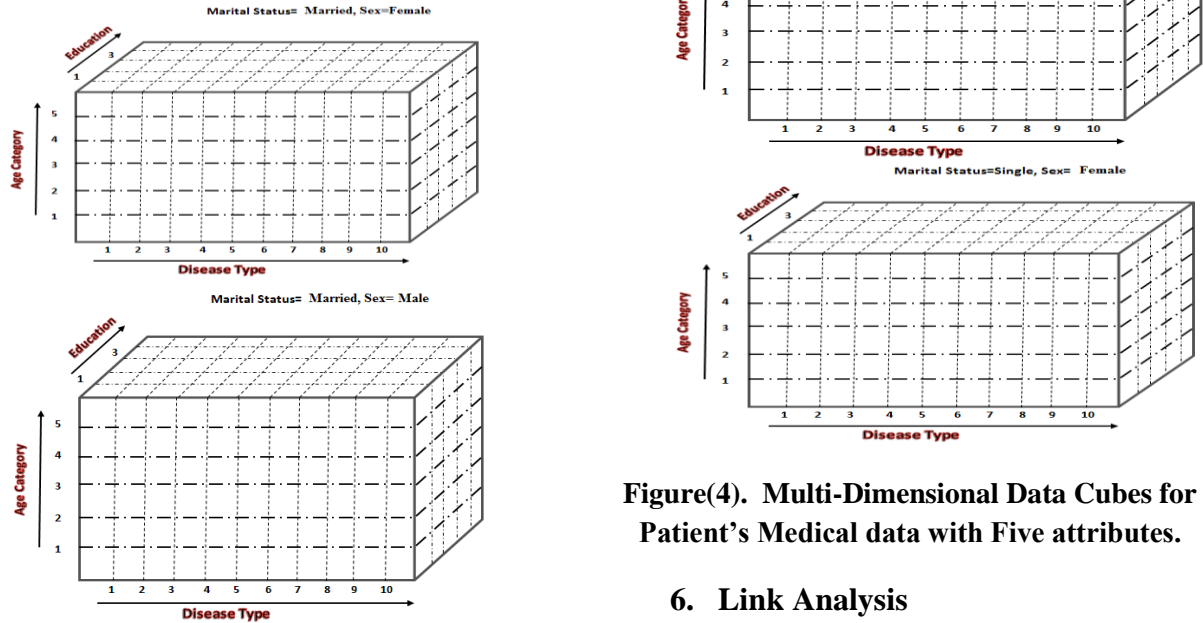 Marital Status= Married, Sex=Female
Education
3
1
5
4
3
2
1
Age Category
1 2 3 4 5 6 7 8 9 10
Disease Type
Marital Status= Married, Sex= Male
Education
3
1
5
4
3
2
1
Age Category
1 2 3 4 5 6 7 8 9 10
Disease Type
4
3
2
1
1 2 3 4 5 6 7 8 9 10
Disease Type
Marital Status=Single, Sex= Female
Education
3
1
5
4
3
2
1
Age Category
1 2 3 4 5 6 7 8 9 10
Disease Type
Figure(4). Multi-Dimensional Data Cubes for
Patient's Medical data with Five attributes.
6. Link Analysis